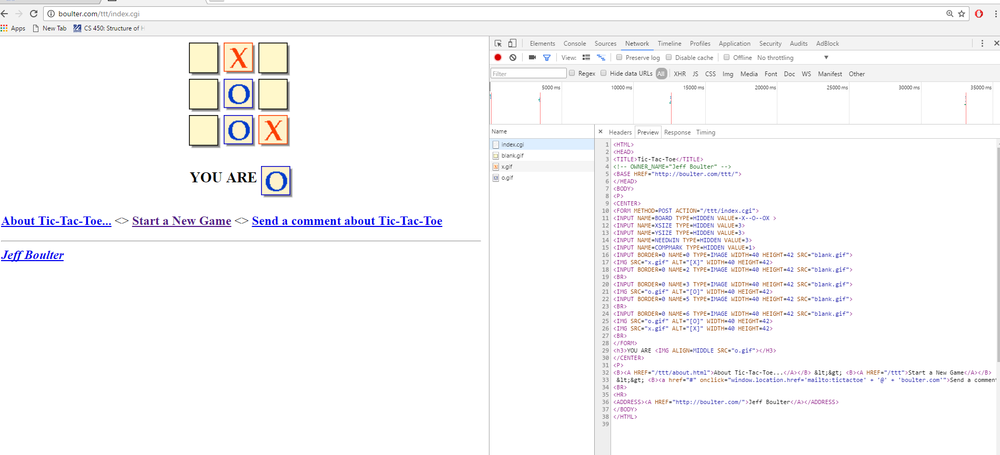 boulter.com/ttt/index.cgi
Apps New Tab CS 450: Structure of H
X
O
O X
YOU ARE O
About Tic-Tac-Toe... <> Start a New Game <> Send a comment about Tic-Tac-Toe
Jeff Boulter
Elements Console Sources Network Timeline Profiles Application Security Audits AdBlock
View: Preserve log Disable cache Offline No throttling
Filter Regex Hide data URLs All XHR JS CSS Img Media Font Doc WS Manifest Other
5000 ms 10000 ms 15000 ms 20000 ms 25000 ms 30000 ms 35000 ms
Name
index.cgi
blank.gif
x.gif
o.gif
× Headers Preview Response Timing
1 <HTML>
2 <HEAD>
3 <TITLE>Tic-Tac-Toe</TITLE>
4 <!-- OWNER_NAME="Jeff Boulter" -->
5 <BASE HREF="http://boulter.com/ttt/">
6 </HEAD>
7 <BODY>
8 <P>
9 <CENTER>
10 <FORM METHOD=POST ACTION="/ttt/index.cgi">
11 <INPUT NAME=BOARD TYPE=HIDDEN VALUE=-X--O--OX >
12 <INPUT NAME=XSIZE TYPE=HIDDEN VALUE=3>
13 <INPUT NAME=YSIZE TYPE=HIDDEN VALUE=3>
14 <INPUT NAME=NEEDWIN TYPE=HIDDEN VALUE=3>
15 <INPUT NAME=COMPMARK TYPE=HIDDEN VALUE=1>
16 <INPUT BORDER=0 NAME=0 TYPE=IMAGE WIDTH=40 HEIGHT=42 SRC="blank.gif">
17 <IMG SRC="x.gif" ALT="[X]" WIDTH=40 HEIGHT=42>
18 <INPUT BORDER=0 NAME=2 TYPE=IMAGE WIDTH=40 HEIGHT=42 SRC="blank.gif">
19 <BR>
20 <INPUT BORDER=0 NAME=3 TYPE=IMAGE WIDTH=40 HEIGHT=42 SRC="blank.gif">
21 <IMG SRC="o.gif" ALT="[O]" WIDTH=40 HEIGHT=42>
22 <INPUT BORDER=0 NAME=5 TYPE=IMAGE WIDTH=40 HEIGHT=42 SRC="blank.gif">
23 <BR>
24 <INPUT BORDER=0 NAME=6 TYPE=IMAGE WIDTH=40 HEIGHT=42 SRC="blank.gif">
25 <IMG SRC="o.gif" ALT="[O]" WIDTH=40 HEIGHT=42>
26 <IMG SRC="x.gif" ALT="[X]" WIDTH=40 HEIGHT=42>
27 <BR>
28 </FORM>
29 <h3>YOU ARE <IMG ALIGN=MIDDLE SRC="o.gif"></H3>
30 </CENTER>
31 <P>
32 <B><A HREF="/ttt/about.html">About Tic-Tac-Toe...</A></B> &lt;&gt; <B><A HREF="/ttt">Start a New Game</A></B>
33 &lt;&gt; <B><a href="#" onclick="window.location.href='mailto:tictactoe' + '@' + 'boulter.com'">Send a comment
34 <BR>
35 <HR>
36 <ADDRESS><A HREF="http://boulter.com/">Jeff Boulter</A></ADDRESS>
37 </BODY>
38 </HTML>
39